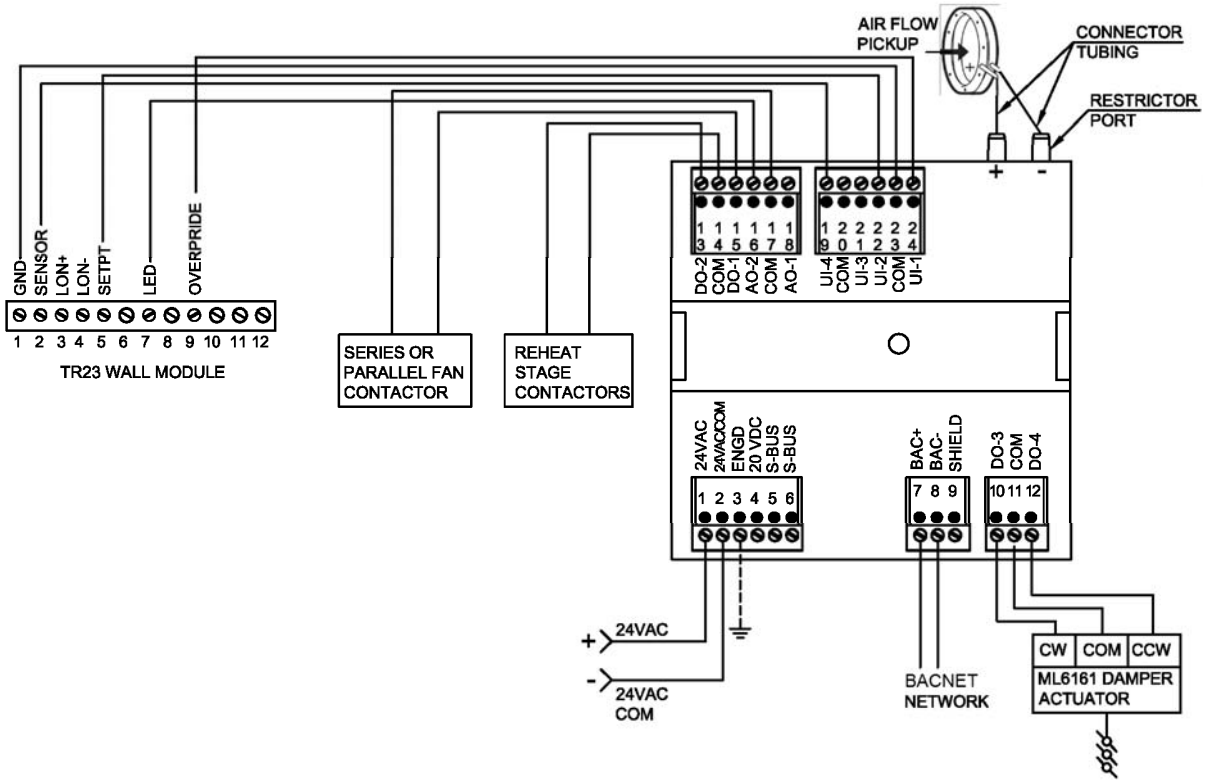 AIR FLOW
PICKUP
CONNECTOR
TUBING
RESTRICTOR
PORT
+
+ -
GND
SENSOR
LON+
LON-
SETPT
LED
OVERPRIDE
1 2 3 4 5 6 7 8 9 10 11 12
TR23 WALL MODULE
SERIES OR
PARALLEL FAN
CONTACTOR
REHEAT
STAGE
CONTACTORS
13 14 15 16 17 18
DO-2
COM
DO-1
AO-2
COM
AO-1
19 20 21 22 23 24
UI-4
COM
UI-3
UI-2
COM
UI-1
24VAC
24VAC/COM
ENGD
20 VDC
S-BUS
S-BUS
1 2 3 4 5 6
BAC+
BAC-
SHIELD
7 8 9
DO-3
COM
DO-4
10 11 12
+ 24VAC
- 24VAC
COM
BACNET
NETWORK
CW COM CCW
ML6161 DAMPER
ACTUATOR